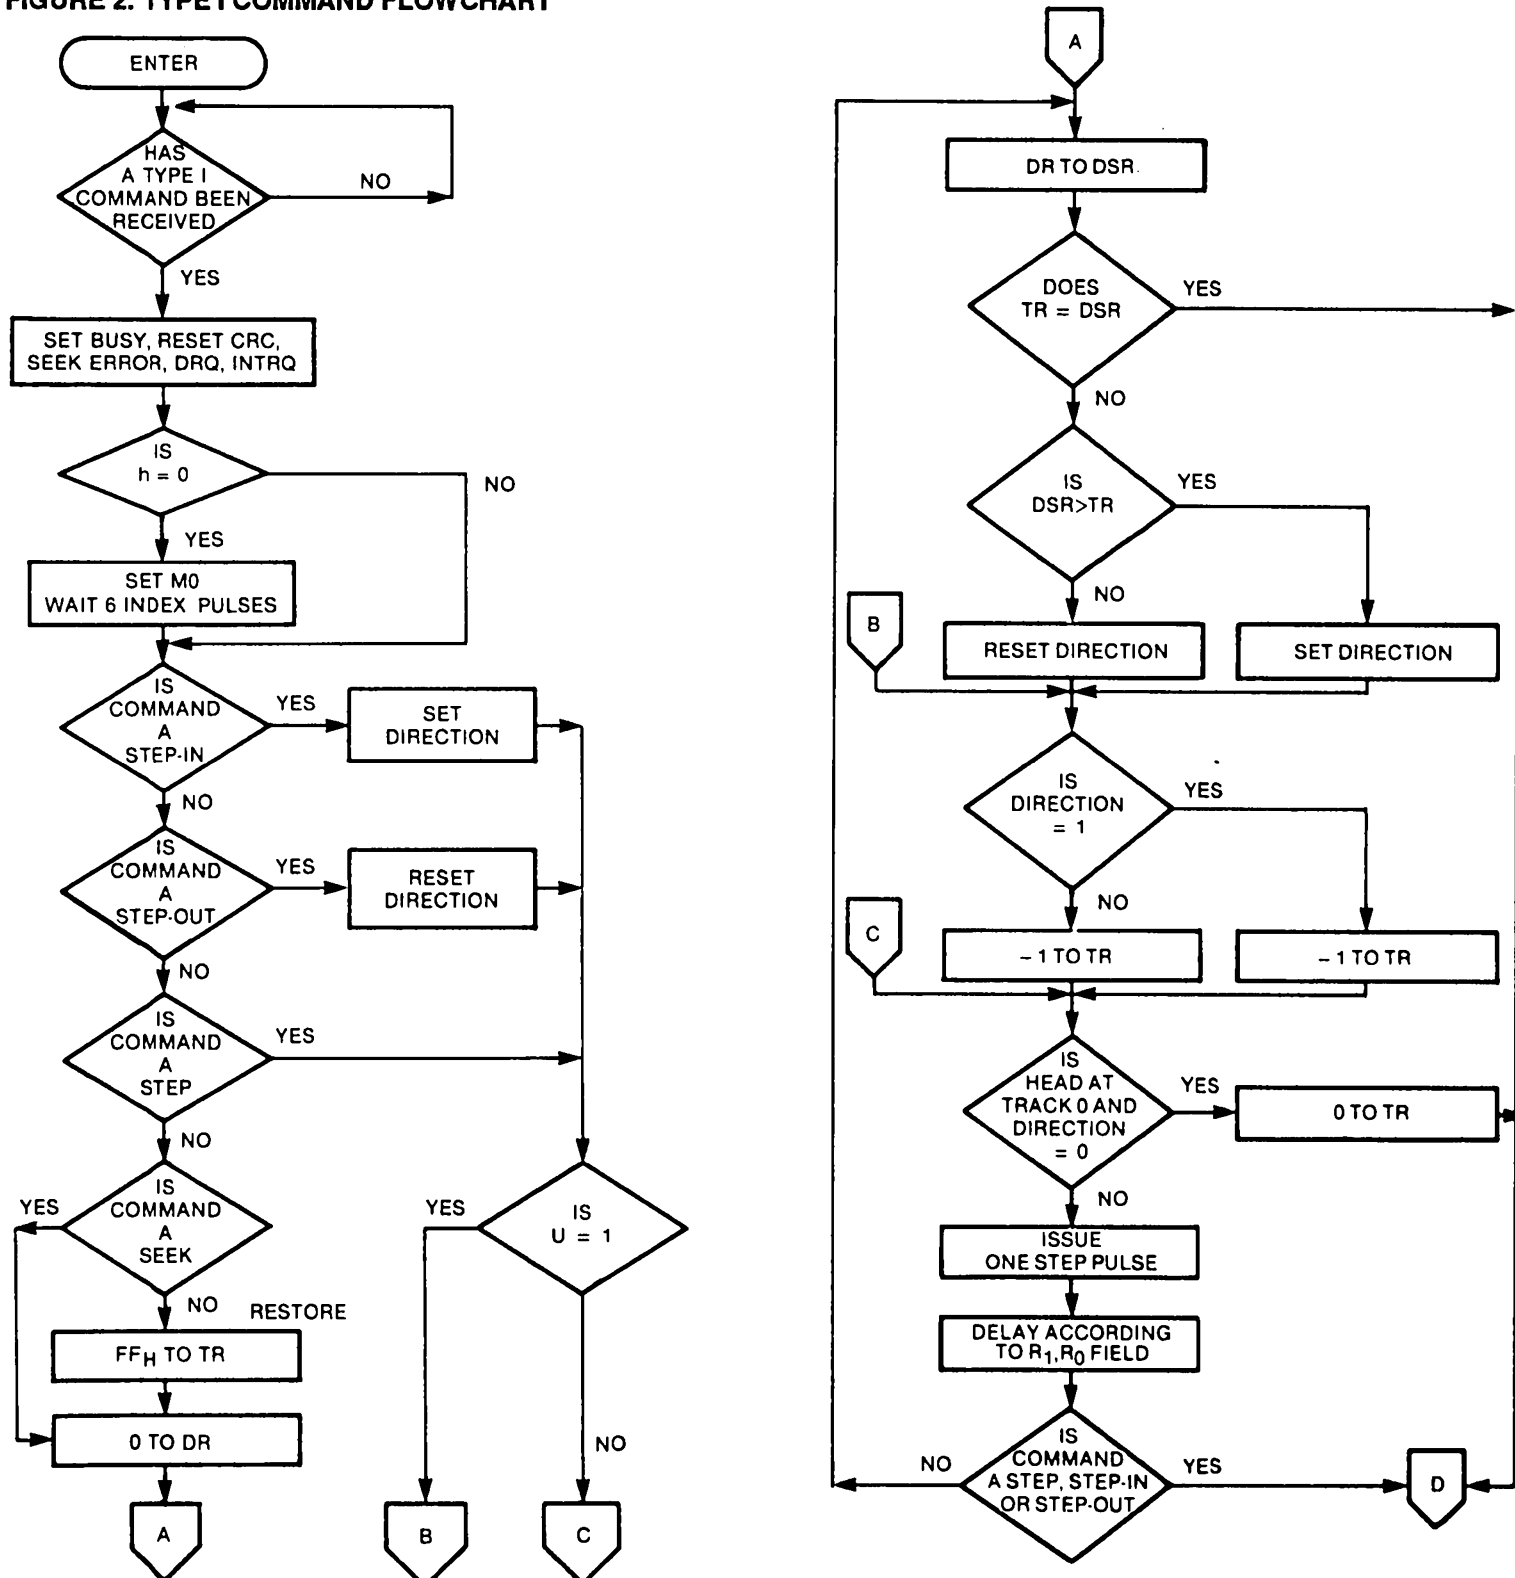 FIGURE 2. TYPE I COMMAND FLOWCHART
ENTER
HAS
A TYPE I
COMMAND BEEN
RECEIVED
NO
YES
SET BUSY, RESET CRC,
SEEK ERROR, DRQ, INTRQ
IS
h = 0
NO
YES
SET MO
WAIT 6 INDEX PULSES
IS
COMMAND
A
STEP-IN
YES
SET
DIRECTION
NO
IS
COMMAND
A
STEP-OUT
YES
RESET
DIRECTION
NO
IS
COMMAND
A
STEP
YES
NO
IS
COMMAND
A
SEEK
YES
NO
RESTORE
FFH TO TR
0 TO DR
A
IS
U = 1
YES
NO
B
C
A
DR TO DSR
DOES
TR = DSR
YES
NO
IS
DSR>TR
YES
NO
B
RESET DIRECTION
SET DIRECTION
IS
DIRECTION
= 1
YES
NO
C
– 1 TO TR
– 1 TO TR
IS
HEAD AT
TRACK 0 AND
DIRECTION
= 0
YES
0 TO TR
NO
ISSUE
ONE STEP PULSE
DELAY ACCORDING
TO R1, R0 FIELD
IS
COMMAND
A STEP, STEP-IN
OR STEP-OUT
NO
YES
D